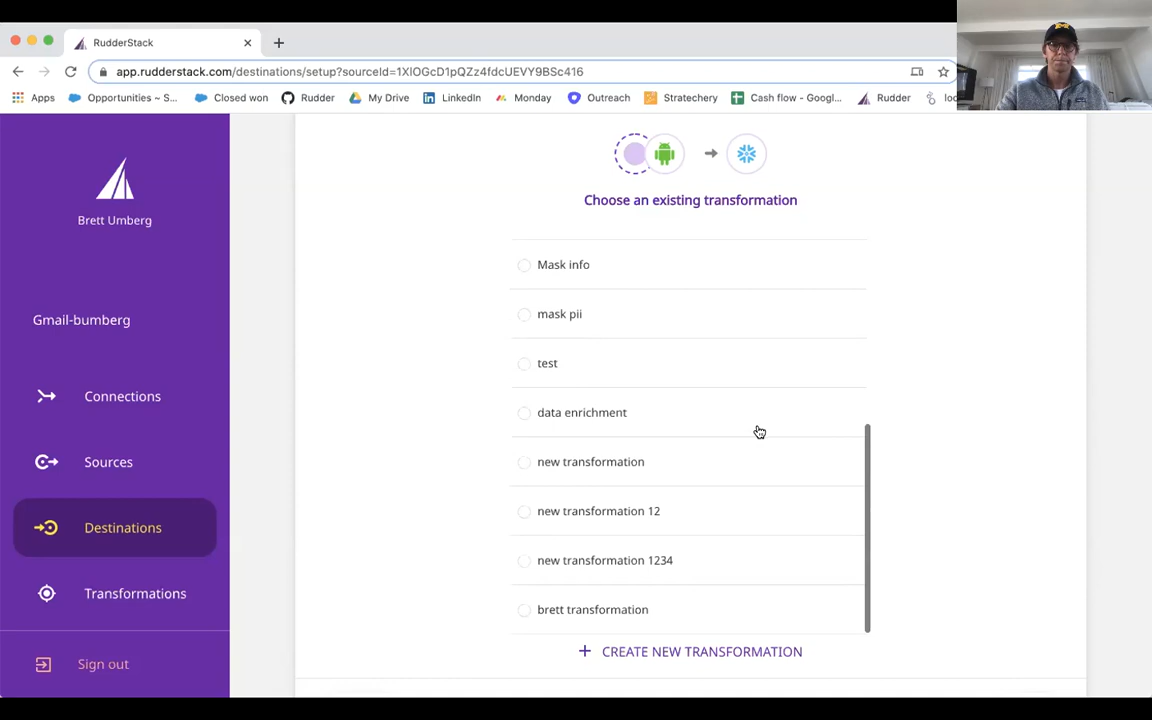 RudderStack
app.rudderstack.com/destinations/setup?sourceId=1XlOGcD1pQZz4fdcUEVY9BSc416
Apps
Opportunities ~ S...
Closed won
Rudder
My Drive
LinkedIn
Monday
Outreach
Stratechery
Cash flow - Googl...
Rudder
loo
Brett Umberg
Gmail-bumberg
Connections
Sources
Destinations
Transformations
Sign out
Choose an existing transformation
Mask info
mask pii
test
data enrichment
new transformation
new transformation 12
new transformation 1234
brett transformation
+ CREATE NEW TRANSFORMATION